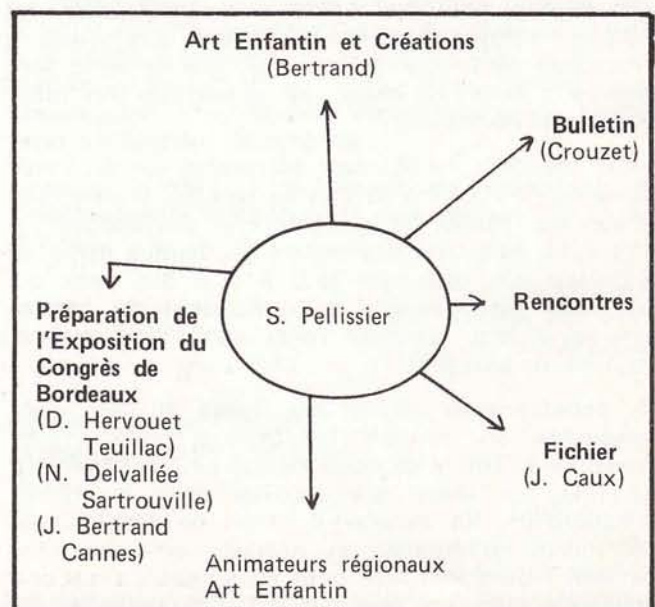 Art Enfantin et Créations
(Bertrand)
Bulletin
(Crouzet)
S. Pellissier
Rencontres
Préparation de
l'Exposition du
Congrès de
Bordeaux
(D. Hervouet
Teuillac)
(N. Delvallée
Sartrouville)
(J. Bertrand
Cannes)
Fichier
(J. Caux)
Animateurs régionaux
Art Enfantin